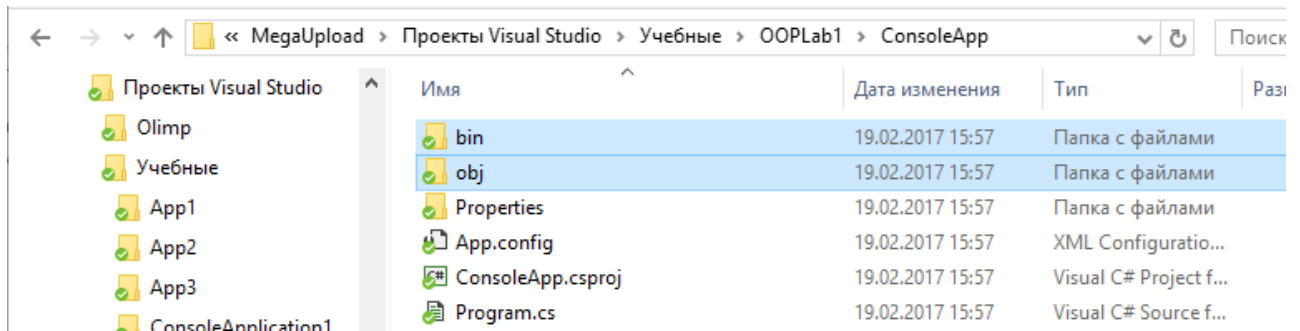 « MegaUpload › Проекты Visual Studio › Учебные › OOPLab1 › ConsoleApp Поиск
Проекты Visual Studio
Olimp
Учебные
App1
App2
App3
ConsoleApplication1
Имя Дата изменения Тип Раз
bin 19.02.2017 15:57 Папка с файлами
obj 19.02.2017 15:57 Папка с файлами
Properties 19.02.2017 15:57 Папка с файлами
App.config 19.02.2017 15:57 XML Configuratio...
ConsoleApp.csproj 19.02.2017 15:57 Visual C# Project f...
Program.cs 19.02.2017 15:57 Visual C# Source f...